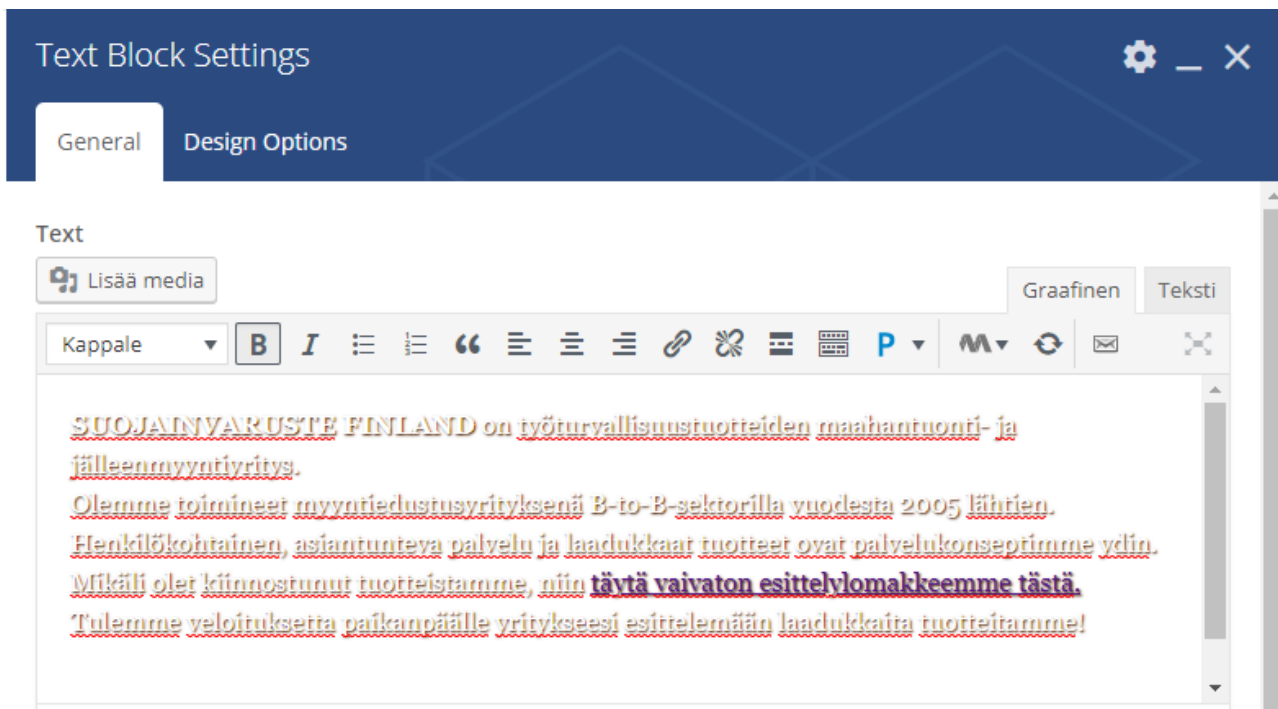 Text Block Settings
General Design Options
Text
Lisää media
Graafinen Teksti
Kappale B I P
SUOJAINVARUSTE FINLAND on työturvallisuustuotteiden maahantuonti- ja
jälleenmyyntiyritys.
Olemme toimineet myyntiedustusyrityksenä B-to-B-sektorilla vuodesta 2005 lähtien.
Henkilökohtainen, asiantunteva palvelu ja laadukkaat tuotteet ovat palvelukonseptimme ydin.
Mikäli olet kiinnostunut tuotteistamme, niin täytä vaivaton esittelylomakkeemme tästä.
Tulemme veloituksetta paikanpäälle yritykseesi esittelemään laadukkaita tuotteitamme!